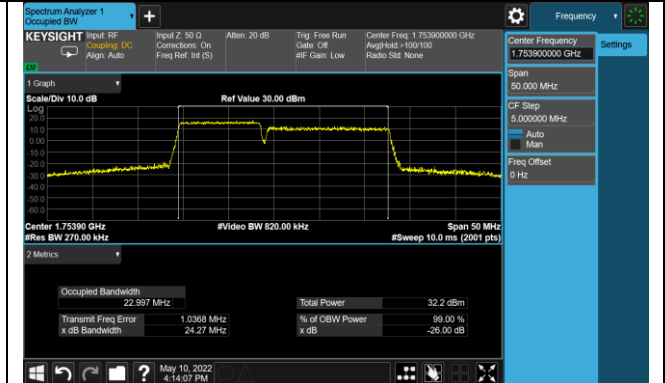 Spectrum Analyzer 1
Occupied BW
+
Frequency
KEYSIGHT
Input: RF
Coupling: DC
Align: Auto
Input Z: 50 Ω
Corrections: On
Freq Ref: Int (S)
Atten: 20 dB
Trig: Free Run
Gate: Off
#IF Gain: Low
Center Freq: 1.753900000 GHz
Avg|Hold:>100/100
Radio Std: None
Center Frequency
1.753900000 GHz
Settings
Span
50.000 MHz
CF Step
5.000000 MHz
Auto
Man
Freq Offset
0 Hz
1 Graph
Scale/Div 10.0 dB
Ref Value 30.00 dBm
Log
20.0
10.0
0.00
-10.0
-20.0
-30.0
-40.0
-50.0
-60.0
Center 1.75390 GHz
#Video BW 820.00 kHz
Span 50 MHz
#Res BW 270.00 kHz
#Sweep 10.0 ms (2001 pts)
2 Metrics
Occupied Bandwidth
22.997 MHz
Total Power
32.2 dBm
Transmit Freq Error
1.0368 MHz
% of OBW Power
99.00 %
x dB Bandwidth
24.27 MHz
x dB
-26.00 dB
?
May 10, 2022
4:14:07 PM